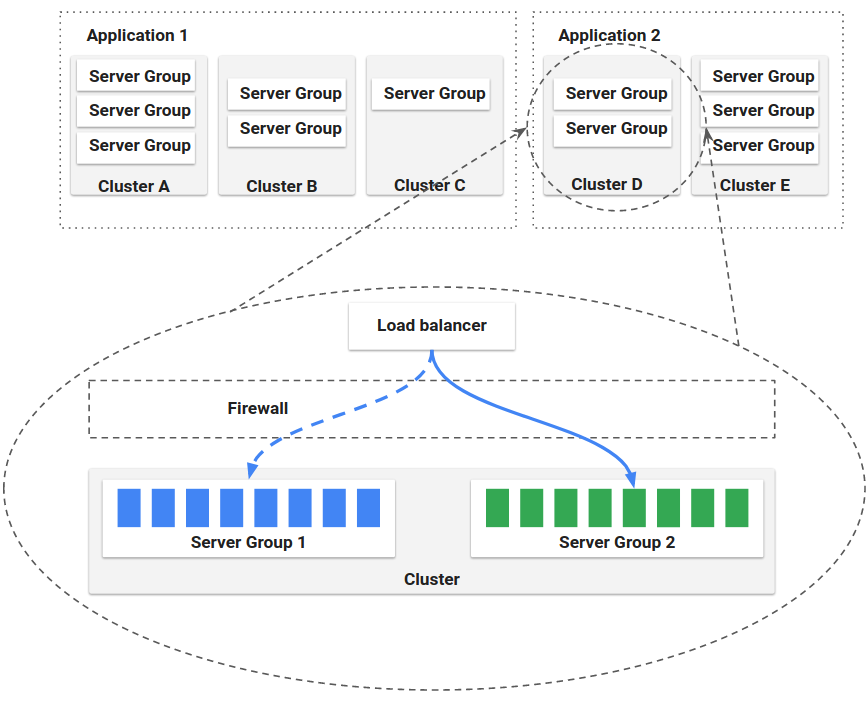 Application 1
Server Group
Server Group
Server Group
Cluster A
Server Group
Server Group
Cluster B
Server Group
Cluster C
Application 2
Server Group
Server Group
Cluster D
Server Group
Server Group
Server Group
Cluster E
Load balancer
Firewall
Server Group 1
Server Group 2
Cluster